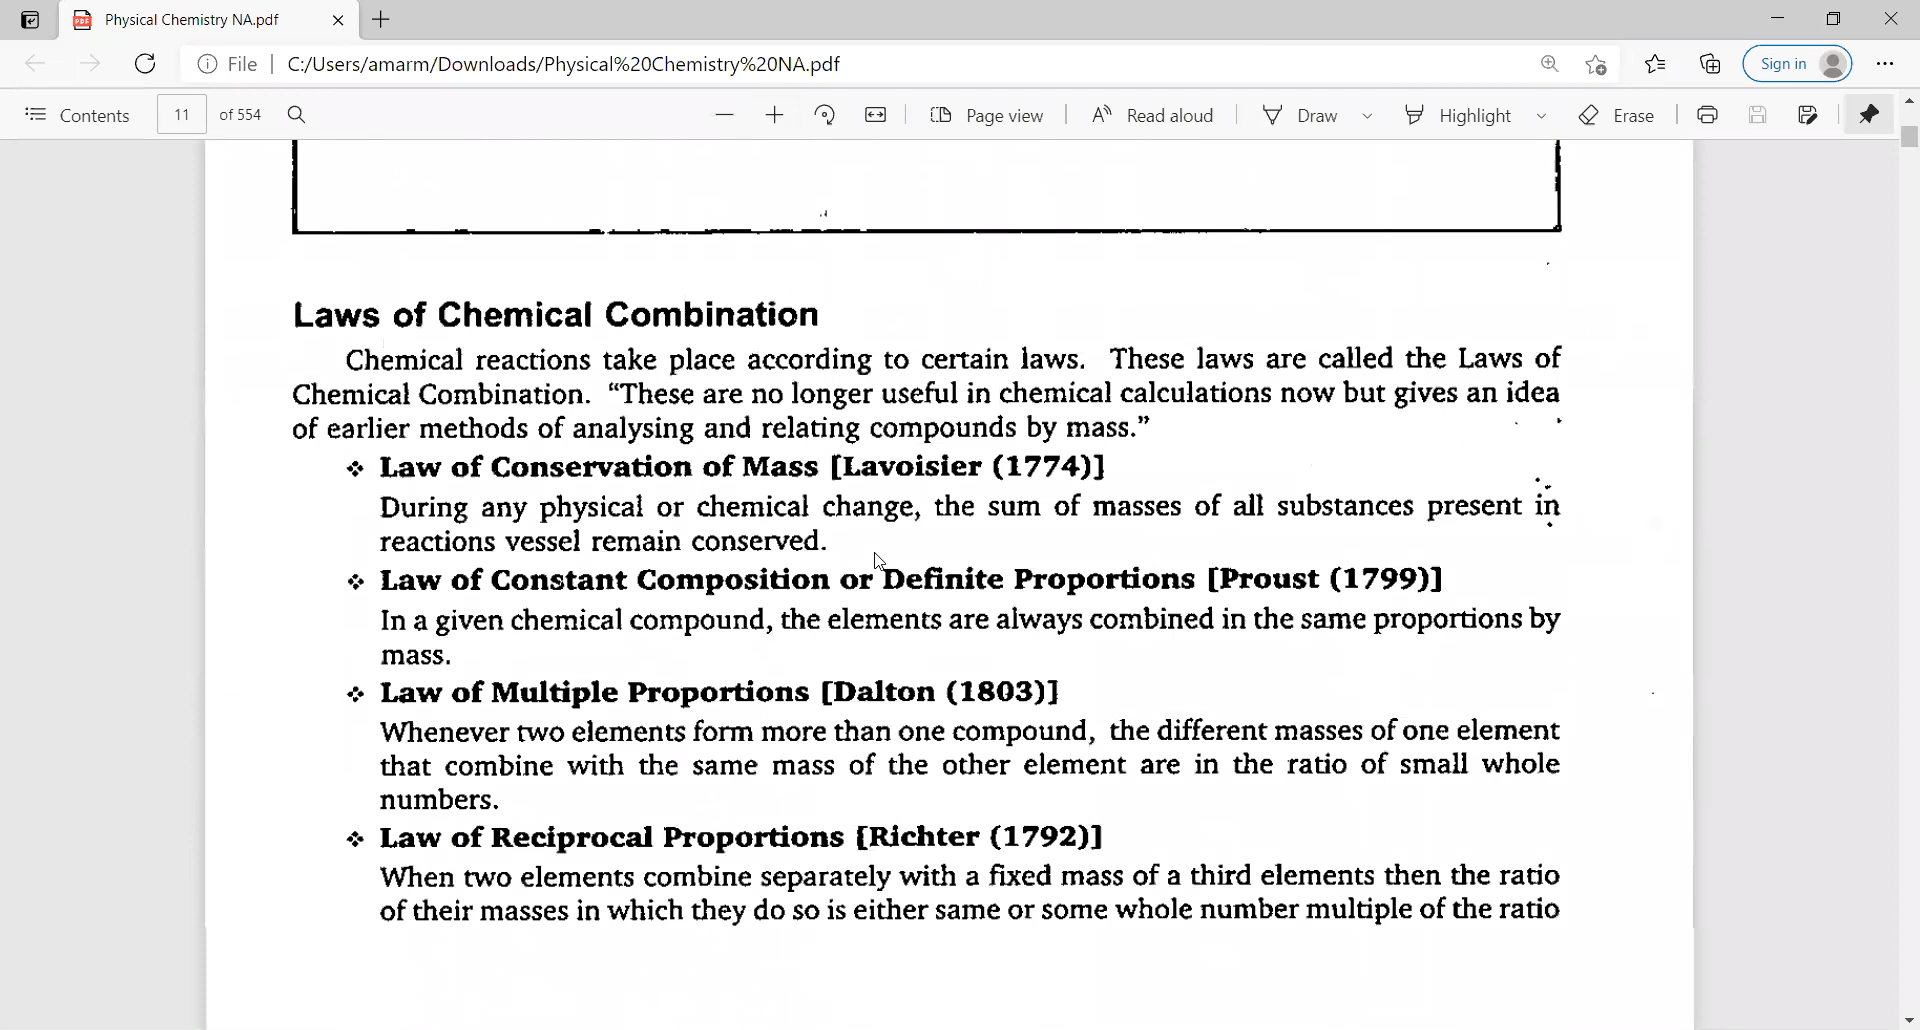 Physical Chemistry NA.pdf
File | C:/Users/amarm/Downloads/Physical%20Chemistry%20NA.pdf
Sign in
Contents 11 of 554 Page view Read aloud Draw Highlight Erase
Laws of Chemical Combination
Chemical reactions take place according to certain laws. These laws are called the Laws of
Chemical Combination. “These are no longer useful in chemical calculations now but gives an idea
of earlier methods of analysing and relating compounds by mass.”
❖ Law of Conservation of Mass [Lavoisier (1774)]
During any physical or chemical change, the sum of masses of all substances present in
reactions vessel remain conserved.
❖ Law of Constant Composition or Definite Proportions [Proust (1799)]
In a given chemical compound, the elements are always combined in the same proportions by
mass.
❖ Law of Multiple Proportions [Dalton (1803)]
Whenever two elements form more than one compound, the different masses of one element
that combine with the same mass of the other element are in the ratio of small whole
numbers.
❖ Law of Reciprocal Proportions [Richter (1792)]
When two elements combine separately with a fixed mass of a third elements then the ratio
of their masses in which they do so is either same or some whole number multiple of the ratio